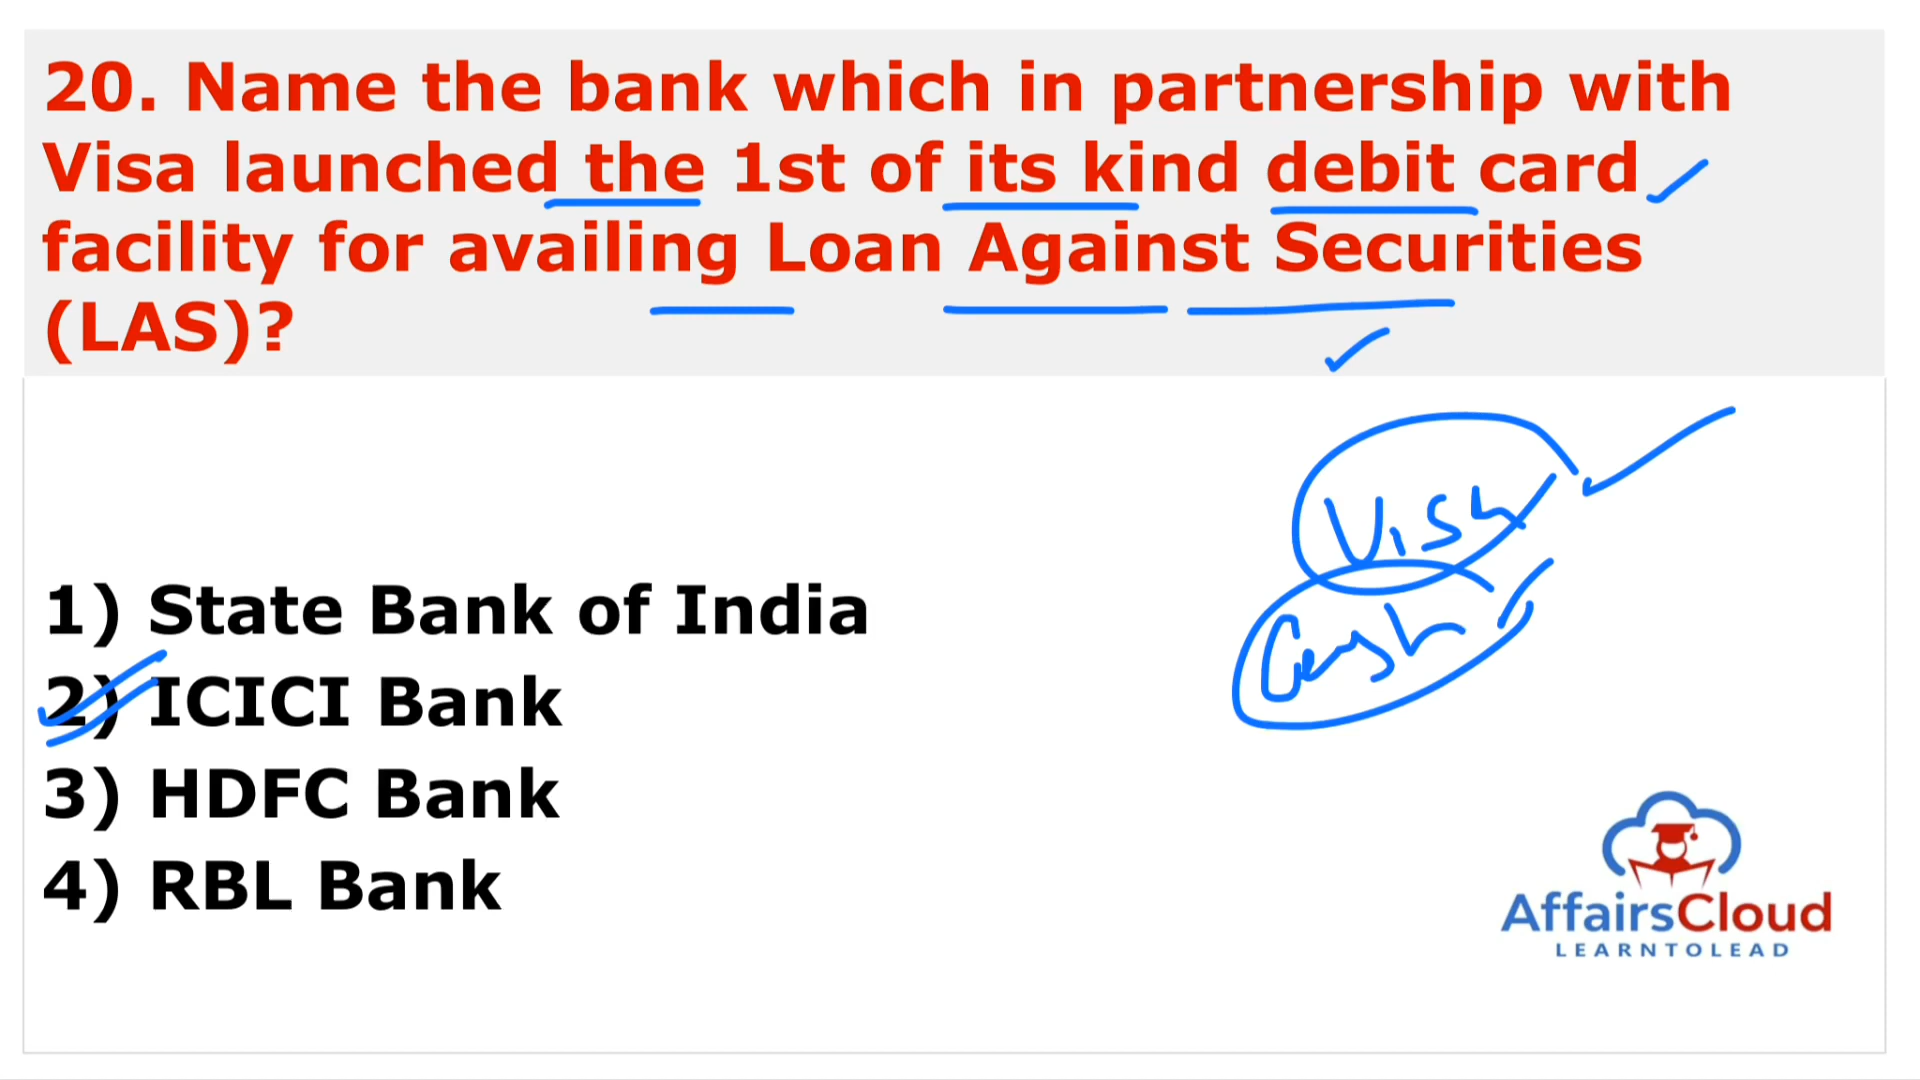 20. Name the bank which in partnership with
Visa launched the 1st of its kind debit card
facility for availing Loan Against Securities
(LAS)?
Visa
Cash
1) State Bank of India
2) ICICI Bank
3) HDFC Bank
4) RBL Bank
AffairsCloud
LEARNTOLEAD